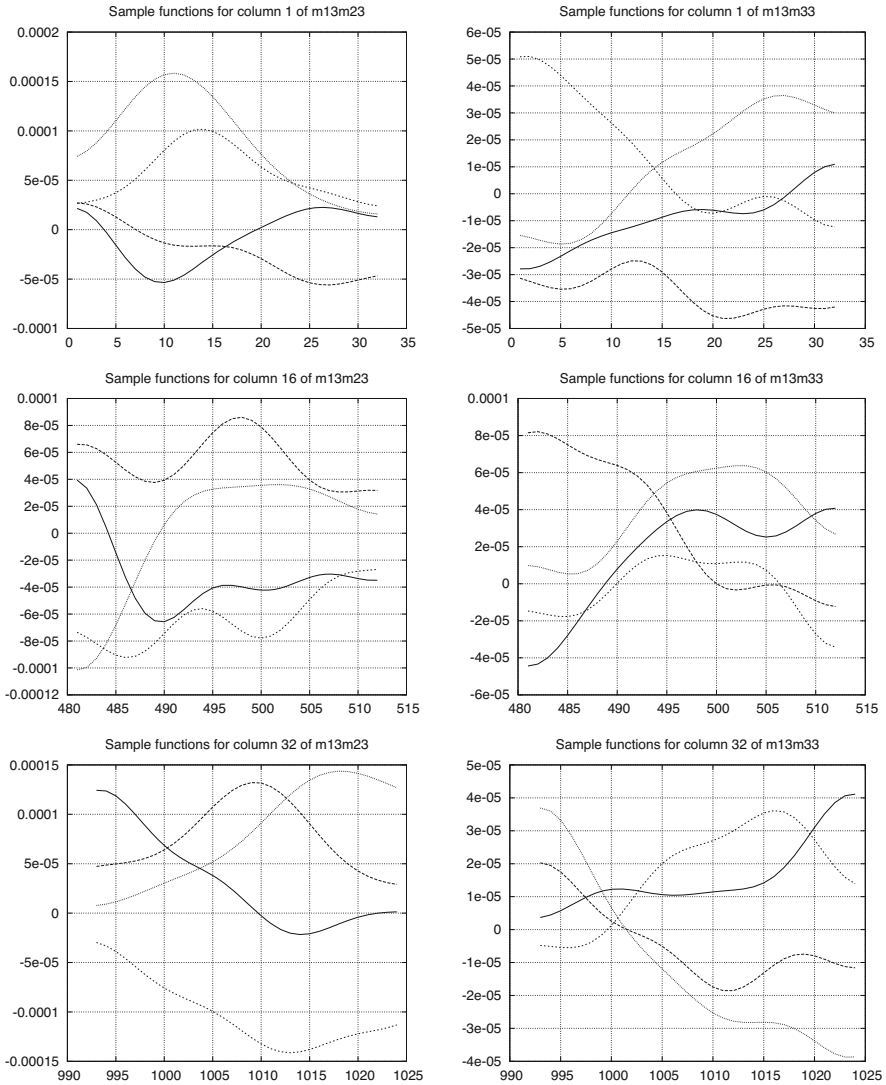 Sample functions for column 1 of m13m23
0.0002
0.00015
0.0001
5e-05
0
-5e-05
-0.0001
0 5 10 15 20 25 30 35
Sample functions for column 1 of m13m33
6e-05
5e-05
4e-05
3e-05
2e-05
1e-05
0
-1e-05
-2e-05
-3e-05
-4e-05
-5e-05
0 5 10 15 20 25 30 35
Sample functions for column 16 of m13m23
0.0001
8e-05
6e-05
4e-05
2e-05
0
-2e-05
-4e-05
-6e-05
-8e-05
-0.0001
-0.00012
480 485 490 495 500 505 510 515
Sample functions for column 16 of m13m33
0.0001
8e-05
6e-05
4e-05
2e-05
0
-2e-05
-4e-05
-6e-05
480 485 490 495 500 505 510 515
Sample functions for column 32 of m13m23
0.00015
0.0001
5e-05
0
-5e-05
-0.0001
-0.00015
990 995 1000 1005 1010 1015 1020 1025
Sample functions for column 32 of m13m33
5e-05
4e-05
3e-05
2e-05
1e-05
0
-1e-05
-2e-05
-3e-05
-4e-05
990 995 1000 1005 1010 1015 1020 1025